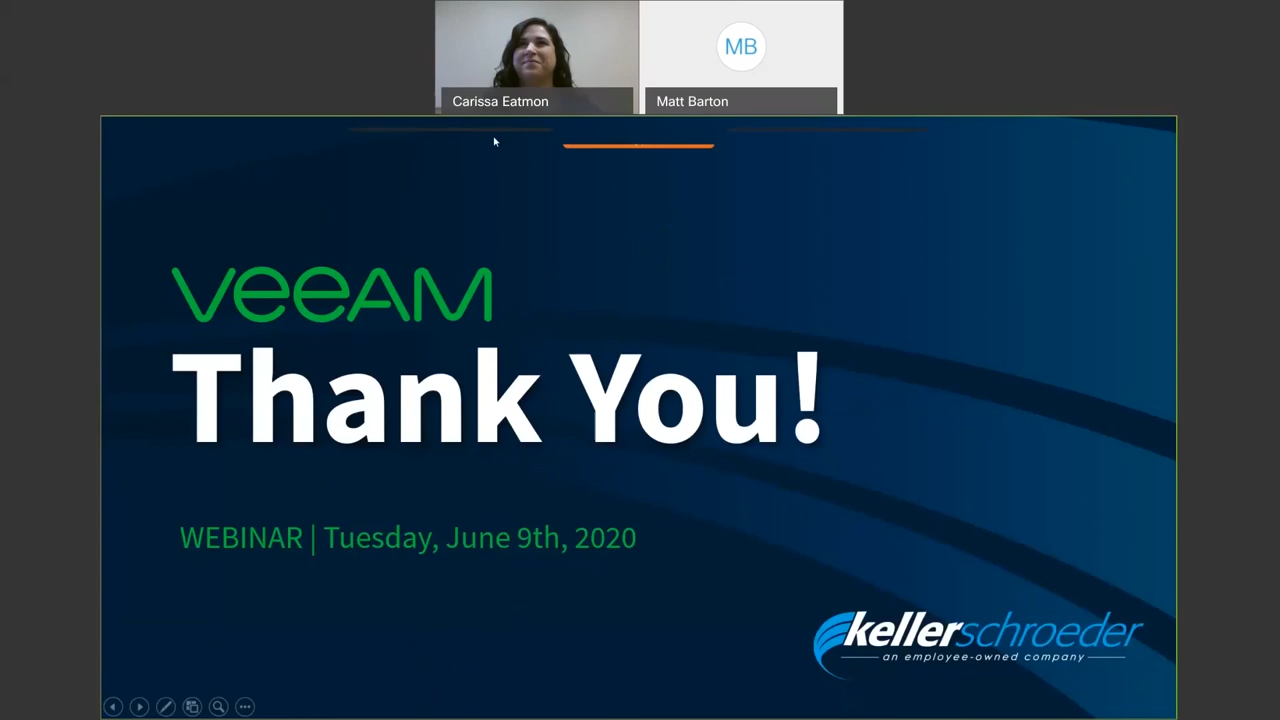 MB
Carissa Eatmon
Matt Barton
veeAM
Thank You!
WEBINAR | Tuesday, June 9th, 2020
kellerschroeder
an employee-owned company